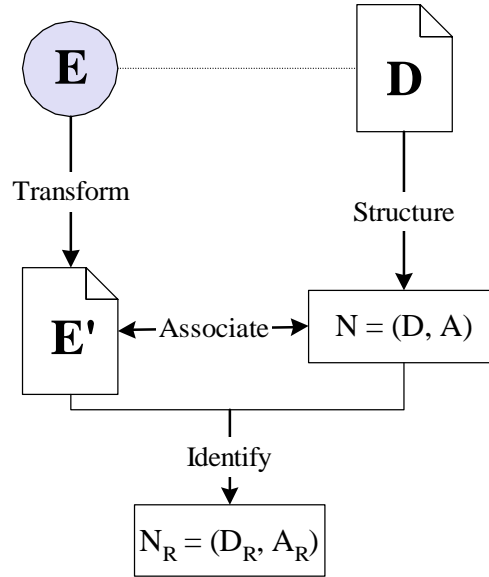 E
D
Transform
Structure
E'
Associate
N = (D, A)
Identify
N_R = (D_R, A_R)